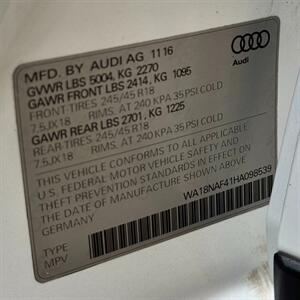 MFD. BY AUDI AG 11 16
GVWR LBS 5004, KG 2270
GAWR FRONT LBS 2414, KG 1095
FRONT-TIRES 245/45 R18
7.5JX18 RIMS. AT 240 KPA 35 PSI COLD
GAWR REAR LBS 2701, KG 1225
REAR-TIRES 245/45 R18
7.5JX18 RIMS. AT 240 KPA 35 PSI COLD
THIS VEHICLE CONFORMS TO ALL APPLICABLE
U.S. FEDERAL MOTOR VEHICLE SAFETY AND
THEFT PREVENTION STANDARDS IN EFFECT ON
THE DATE OF MANUFACTURE SHOWN ABOVE.
GERMANY
WA18NAF41HA098539
TYPE
MPV
Audi